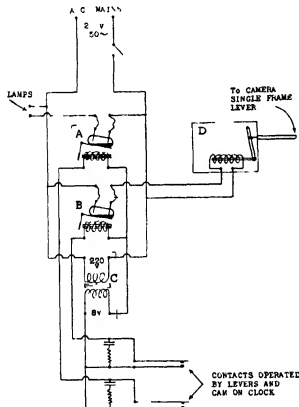 A C MAINS
2 V
50~
LAMPS
A
TO CAMERA
SINGLE FRAME
LEVER
D
B
220
C
8V
CONTACTS OPERATED
BY LEVERS AND
CAM ON CLOCK